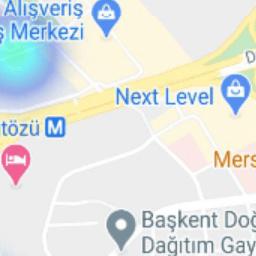 Alışveriş
Merkezi
D
Next Level
tözü M
Mers
Başkent Doğ
Dağıtım Gay